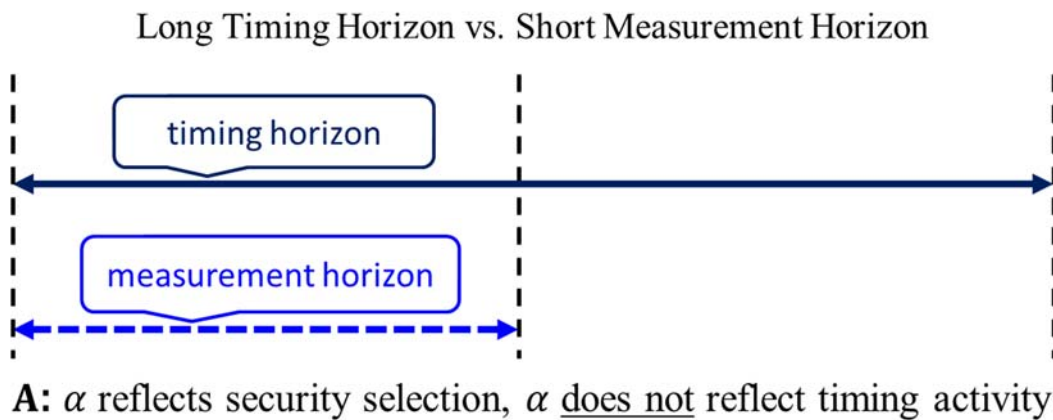 Long Timing Horizon vs. Short Measurement Horizon
timing horizon
measurement horizon
A: α reflects security selection, α does not reflect timing activity